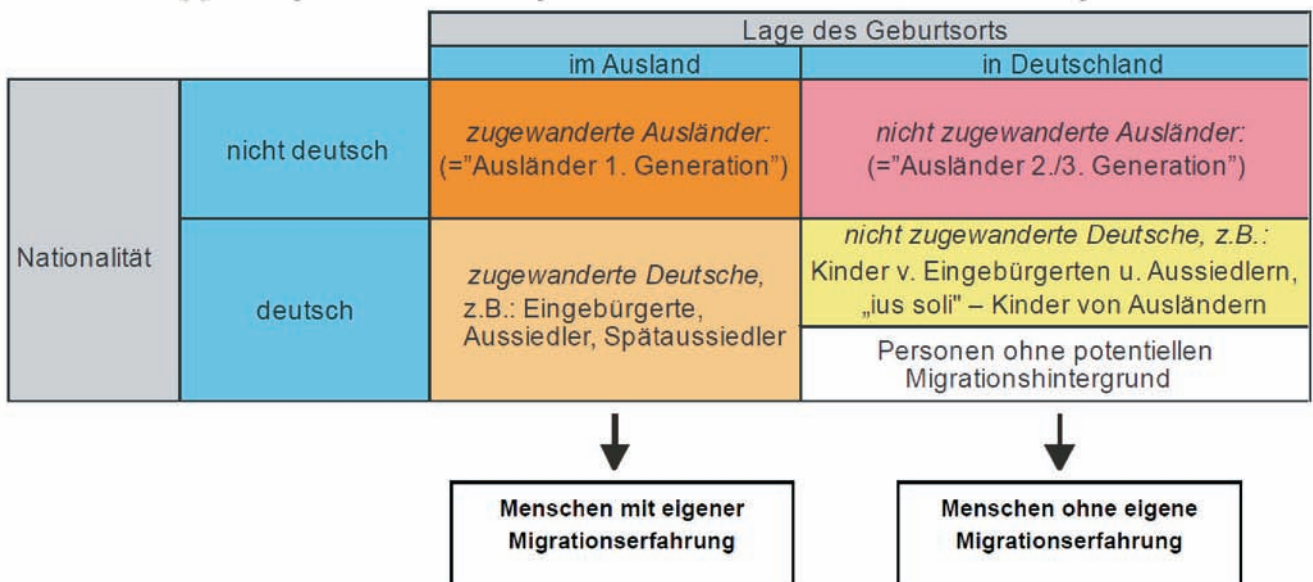 Lage des Geburtsorts
im Ausland
in Deutschland
Nationalität
nicht deutsch
zugewanderte Ausländer:
(="Ausländer 1. Generation")
nicht zugewanderte Ausländer:
(="Ausländer 2./3. Generation")
deutsch
zugewanderte Deutsche,
z.B.: Eingebürgerte,
Aussiedler, Spätaussiedler
nicht zugewanderte Deutsche, z.B.:
Kinder v. Eingebürgerten u. Aussiedlern,
„ius soli" – Kinder von Ausländern
Personen ohne potentiellen
Migrationshintergrund
Menschen mit eigener
Migrationserfahrung
Menschen ohne eigene
Migrationserfahrung